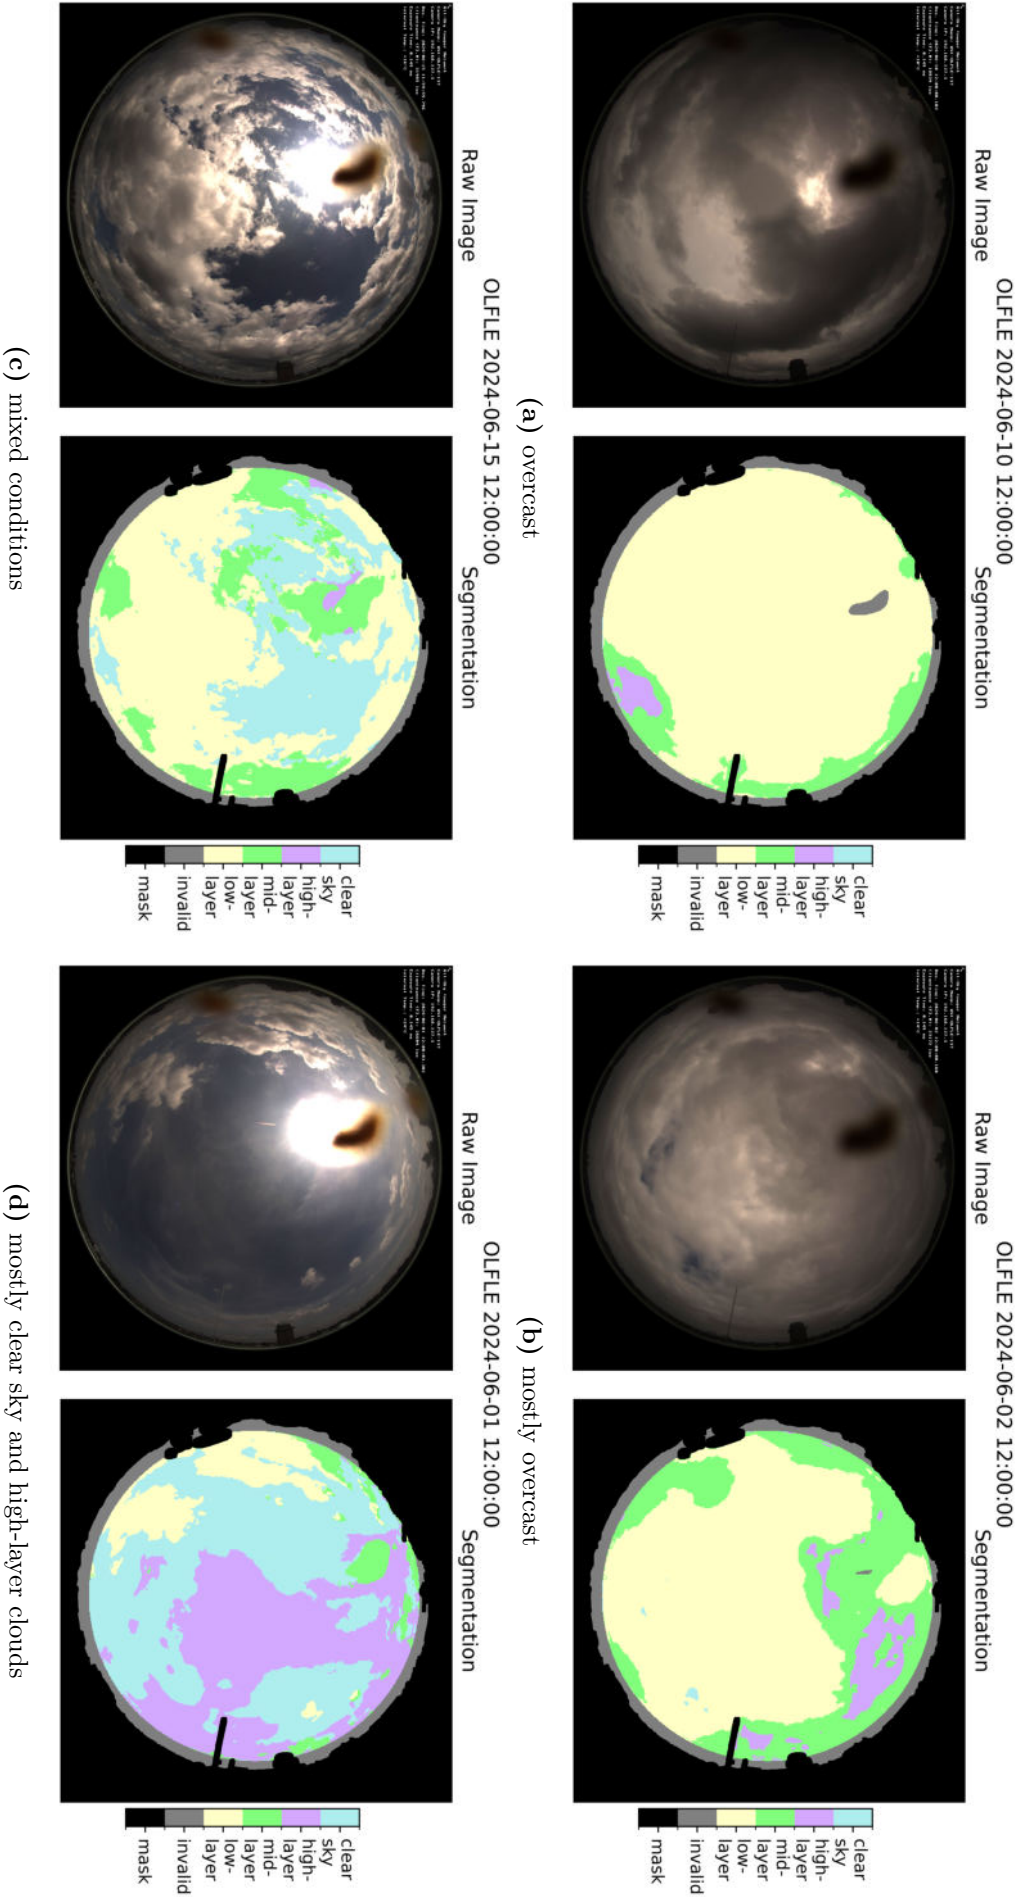 OLFLE 2024-06-10 12:00:00
Raw Image
Segmentation
clear
sky
high-
layer
mid-
layer
low-
layer
invalid
mask
(a) overcast
OLFLE 2024-06-02 12:00:00
Raw Image
Segmentation
clear
sky
high-
layer
mid-
layer
low-
layer
invalid
mask
(b) mostly overcast
OLFLE 2024-06-15 12:00:00
Raw Image
Segmentation
clear
sky
high-
layer
mid-
layer
low-
layer
invalid
mask
(c) mixed conditions
OLFLE 2024-06-01 12:00:00
Raw Image
Segmentation
clear
sky
high-
layer
mid-
layer
low-
layer
invalid
mask
(d) mostly clear sky and high-layer clouds